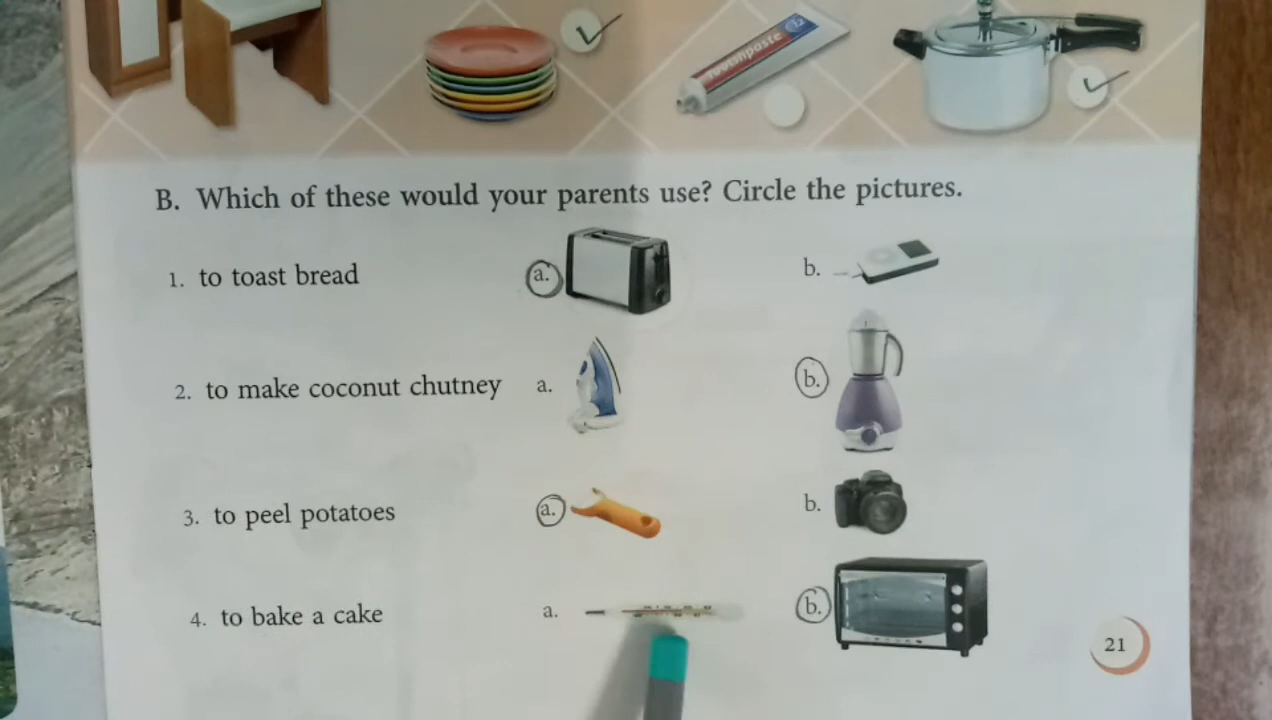 Toothpaste
B. Which of these would your parents use? Circle the pictures.
1. to toast bread a. b.
2. to make coconut chutney a. b.
3. to peel potatoes a. b.
4. to bake a cake a. b.
21